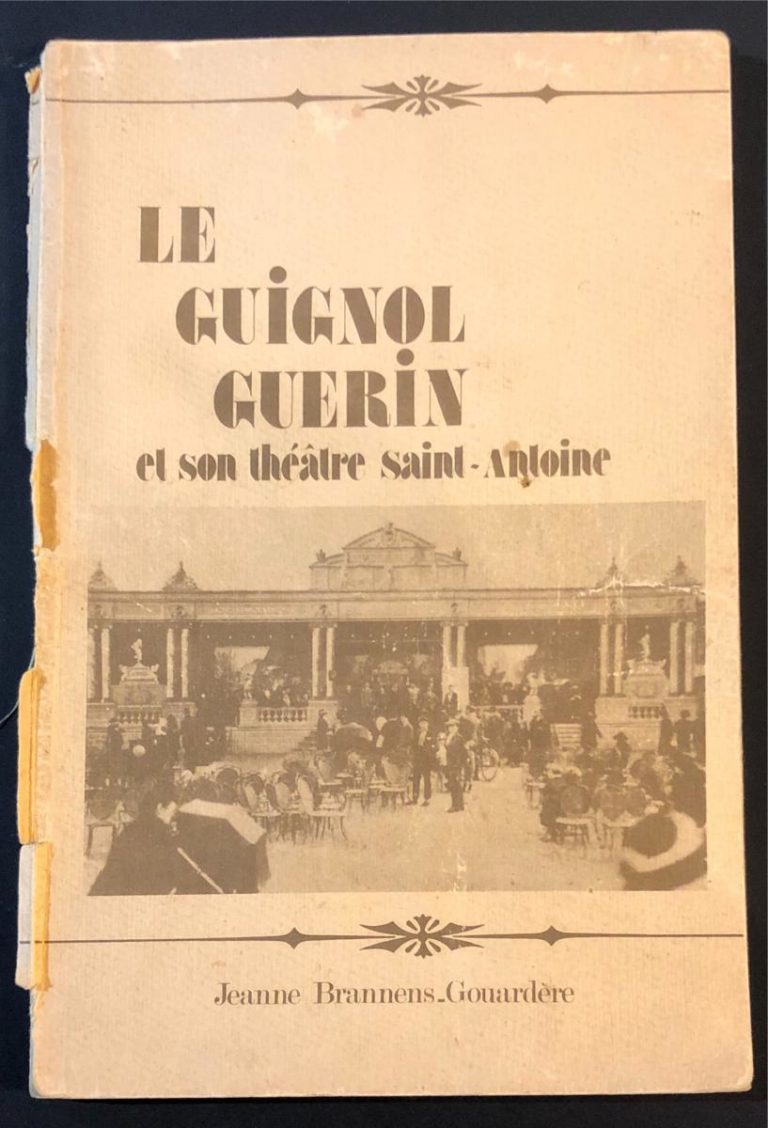 LE
GUiGNOL
GUERiN
et son théâtre Saint-Antoine
Jeanne Brannens-Gouardère